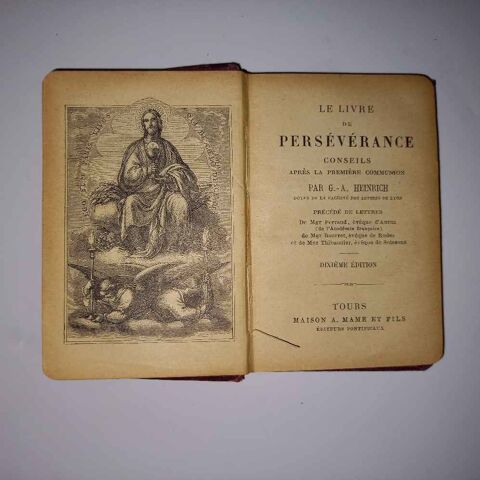 LE LIVRE
DE
PERSÉVÉRANCE
CONSEILS
APRÈS LA PREMIÈRE COMMUNION
PAR G.-A. HEINRICH
DOYEN DE LA FACULTÉ DES LETTRES DE LYON
PRÉCÉDÉ DE LETTRES
De Mgr Perraud, évêque d'Autun
(de l'Académie française)
de Mgr Bourret, évêque de Rodez
et de Mgr Thibaudier, évêque de Soissons
DIXIÈME ÉDITION
TOURS
MAISON A. MAME ET FILS
ÉDITEURS PONTIFICAUX